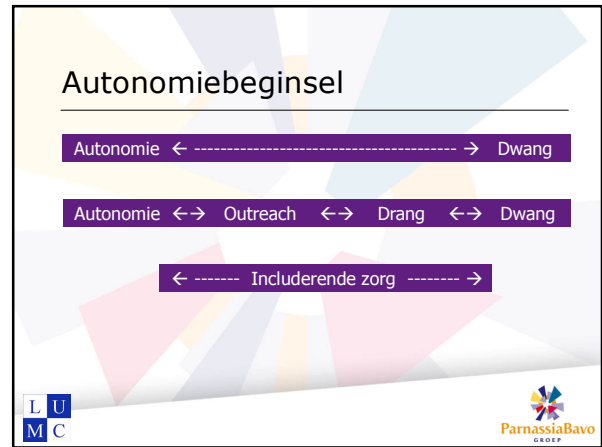 Autonomiebeginsel
Autonomie ← ---------------------------------------- → Dwang
Autonomie ←→ Outreach ←→ Drang ←→ Dwang
← ------- Includerende zorg -------- →
L U
M C
ParnassiaBavo
GROEP